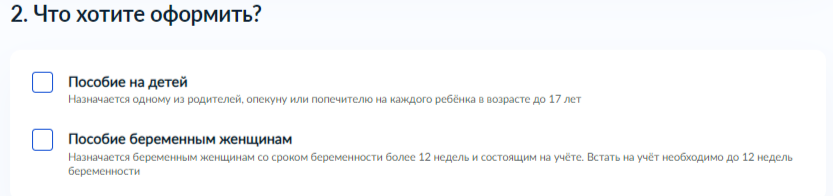 2. Что хотите оформить?
Пособие на детей
Назначается одному из родителей, опекуну или попечителю на каждого ребёнка в возрасте до 17 лет
Пособие беременным женщинам
Назначается беременным женщинам со сроком беременности более 12 недель и состоящим на учёте. Встать на учёт необходимо до 12 недель
беременности